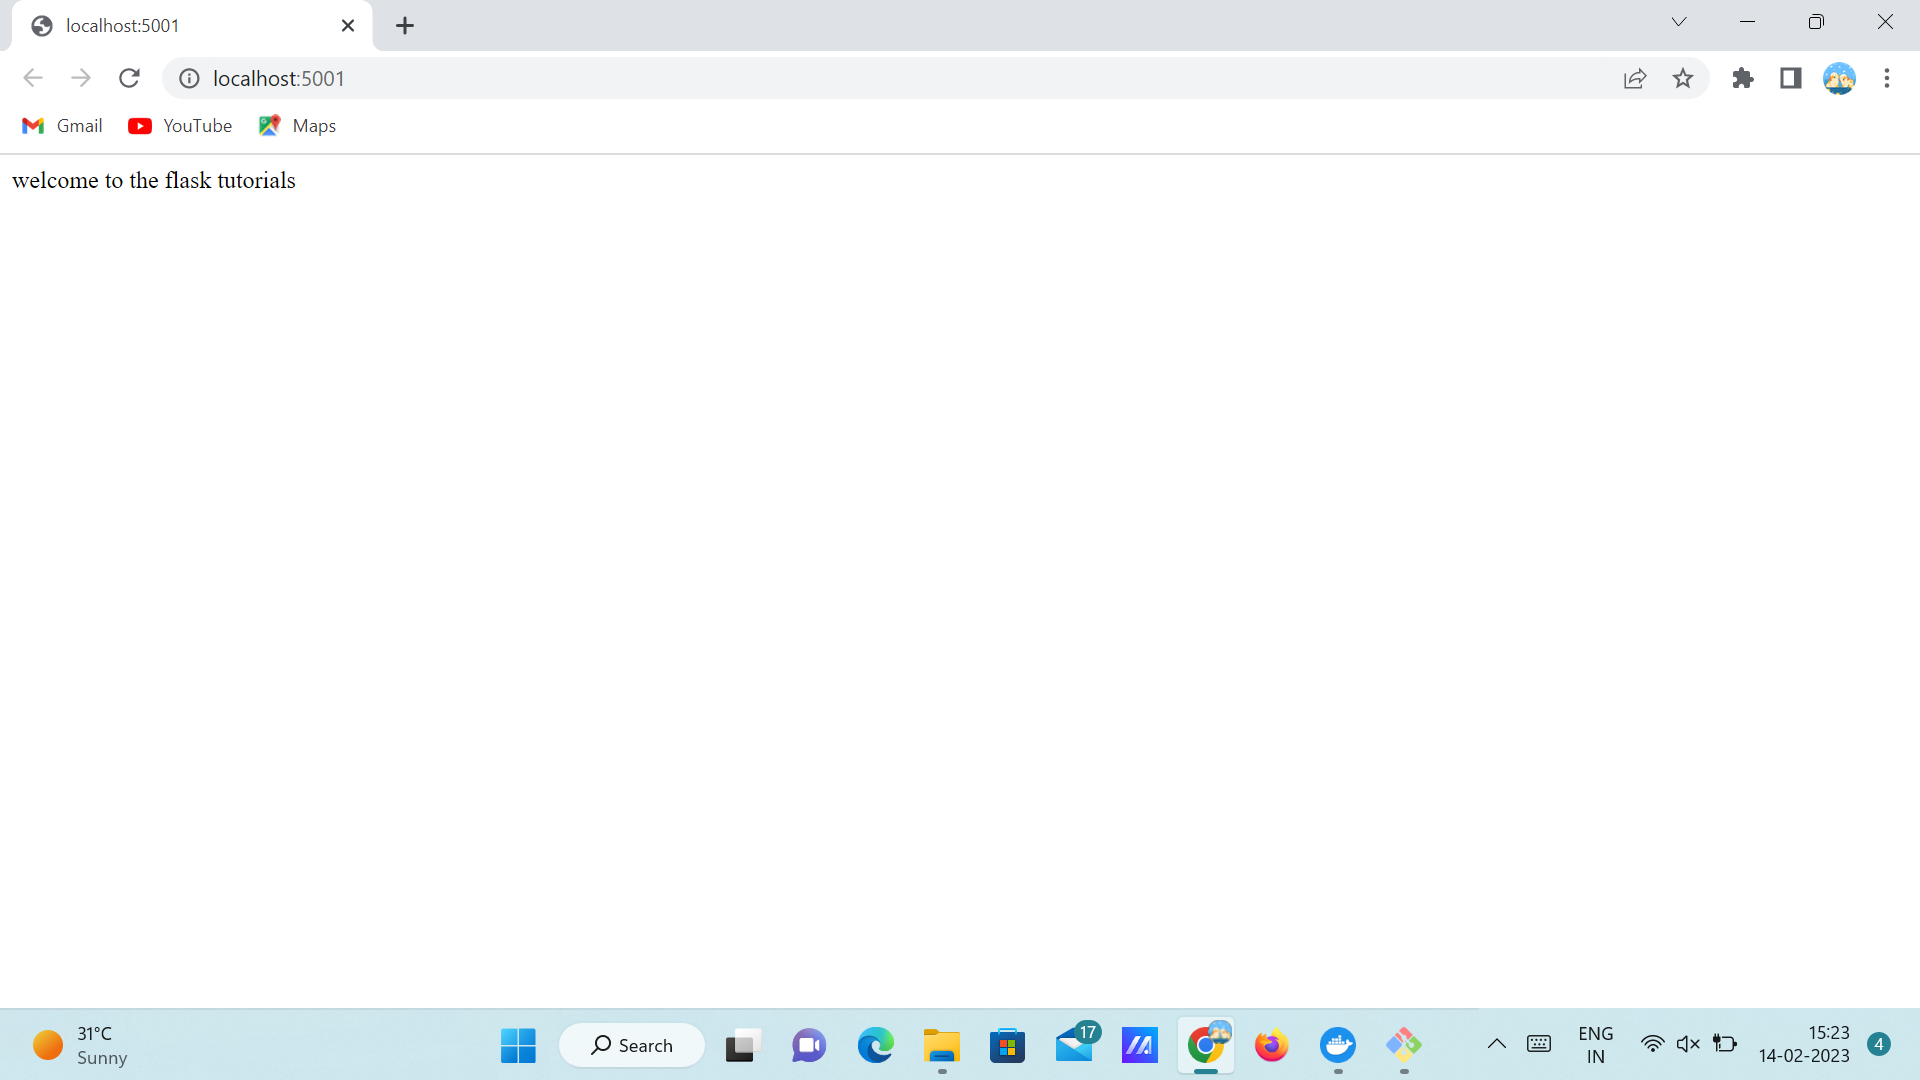 localhost:5001
localhost:5001
Gmail YouTube Maps
welcome to the flask tutorials
31°C
Sunny
Search
17
ENG
IN
15:23
14-02-2023
4